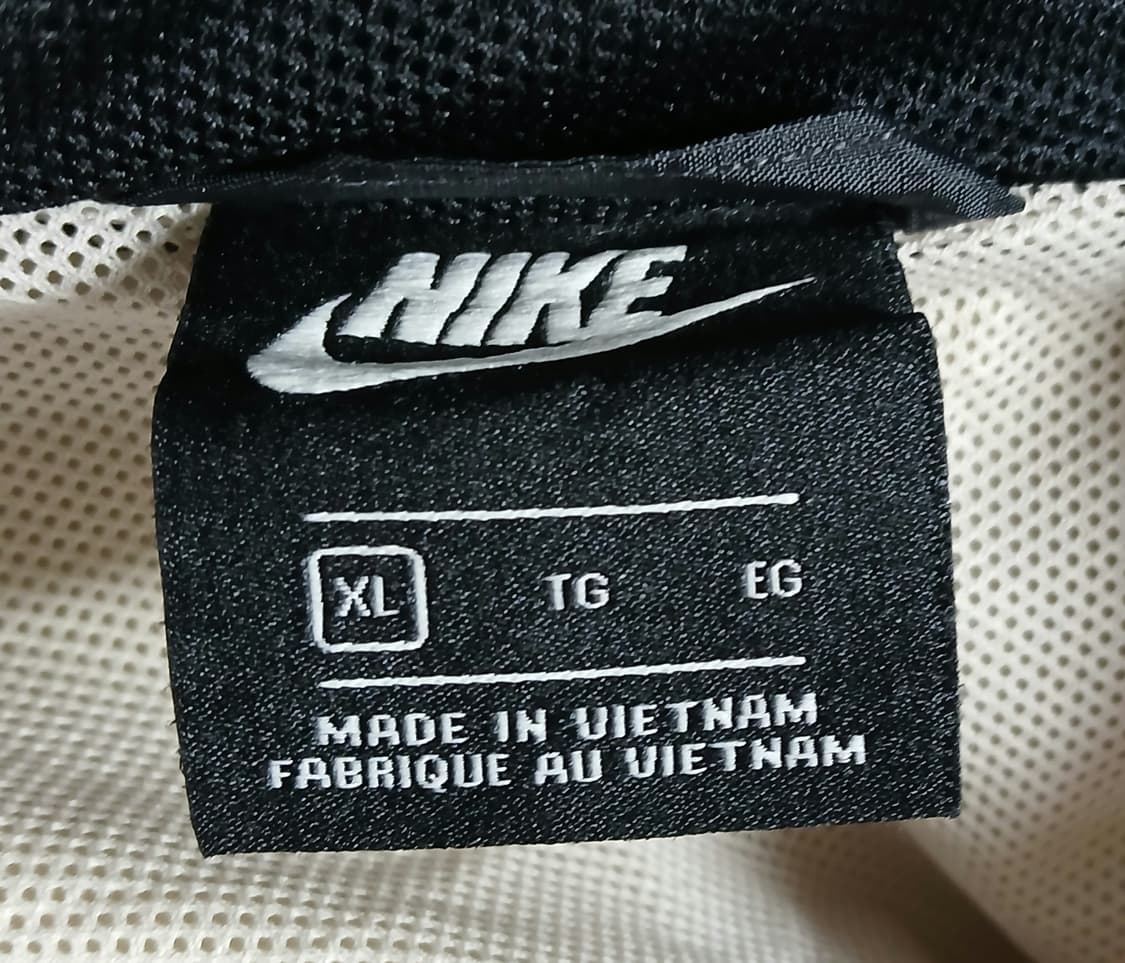 NIKE
XL TG EG
MADE IN VIETNAM
FABRIQUE AU VIETNAM